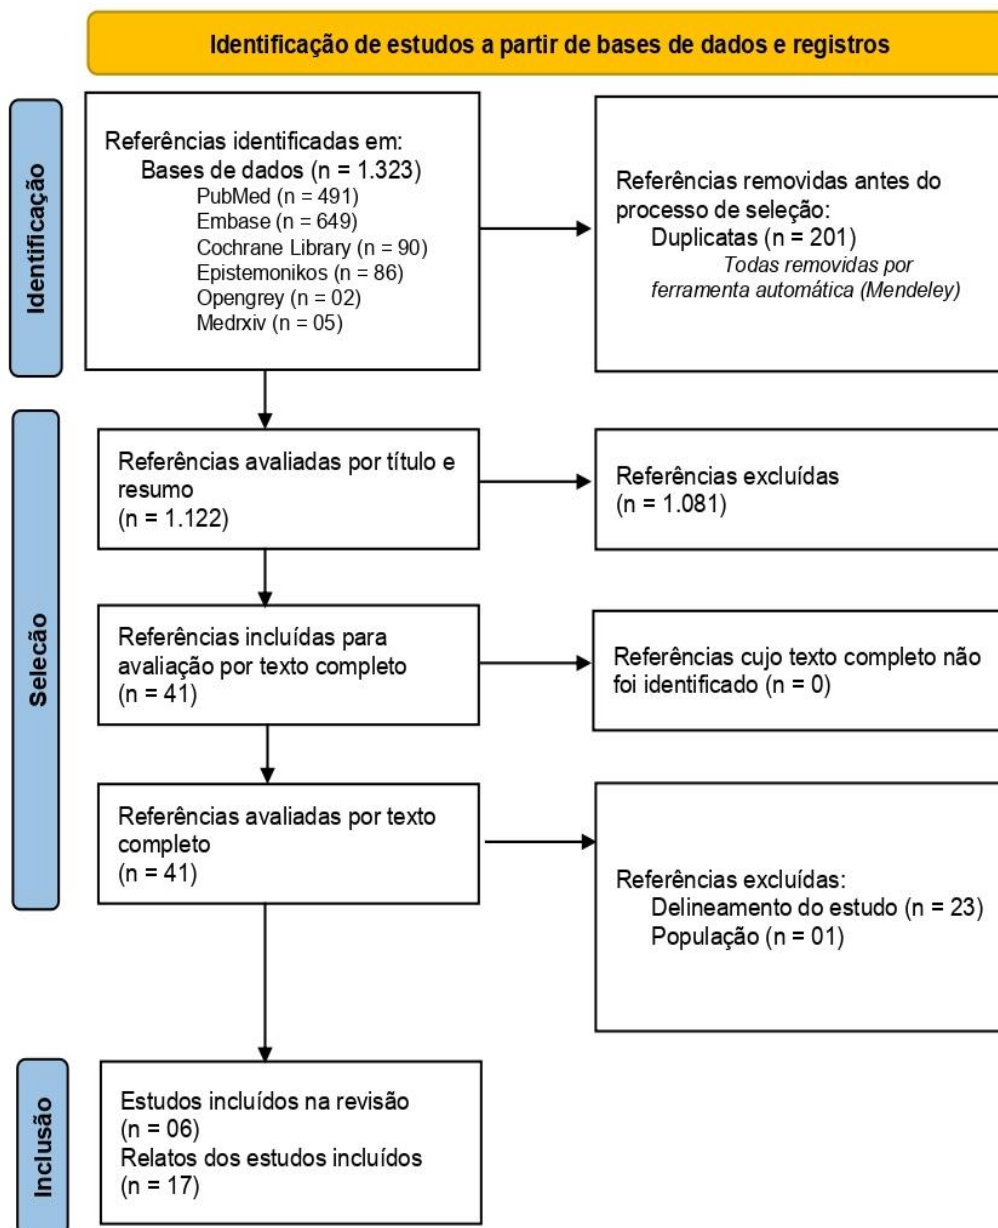 Identificação de estudos a partir de bases de dados e registros
Identificação
Referências identificadas em:
Bases de dados (n = 1.323)
PubMed (n = 491)
Embase (n = 649)
Cochrane Library (n = 90)
Epistemonikos (n = 86)
Opengrey (n = 02)
Medrxiv (n = 05)
Referências removidas antes do
processo de seleção:
Duplicatas (n = 201)
Todas removidas por
ferramenta automática (Mendeley)
Seleção
Referências avaliadas por título e
resumo
(n = 1.122)
Referências excluídas
(n = 1.081)
Referências incluídas para
avaliação por texto completo
(n = 41)
Referências cujo texto completo não
foi identificado (n = 0)
Referências avaliadas por texto
completo
(n = 41)
Referências excluídas:
Delineamento do estudo (n = 23)
População (n = 01)
Inclusão
Estudos incluídos na revisão
(n = 06)
Relatos dos estudos incluídos
(n = 17)